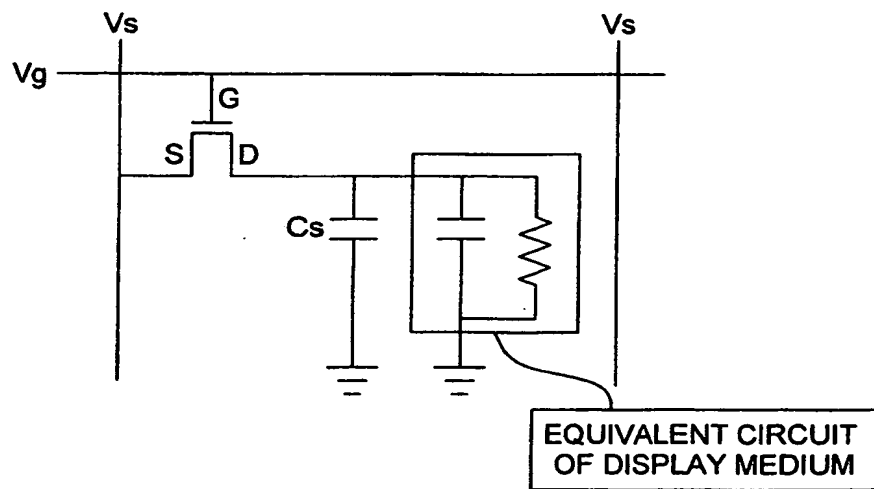 Vs
Vs
Vg
G
S
D
Cs
EQUIVALENT CIRCUIT
OF DISPLAY MEDIUM